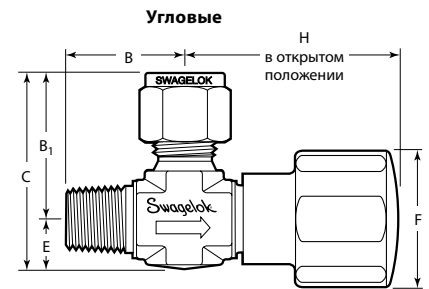 Угловые
H
в открытом
положении
B
SWAGELOK
B1
C
Swagelok
E
F